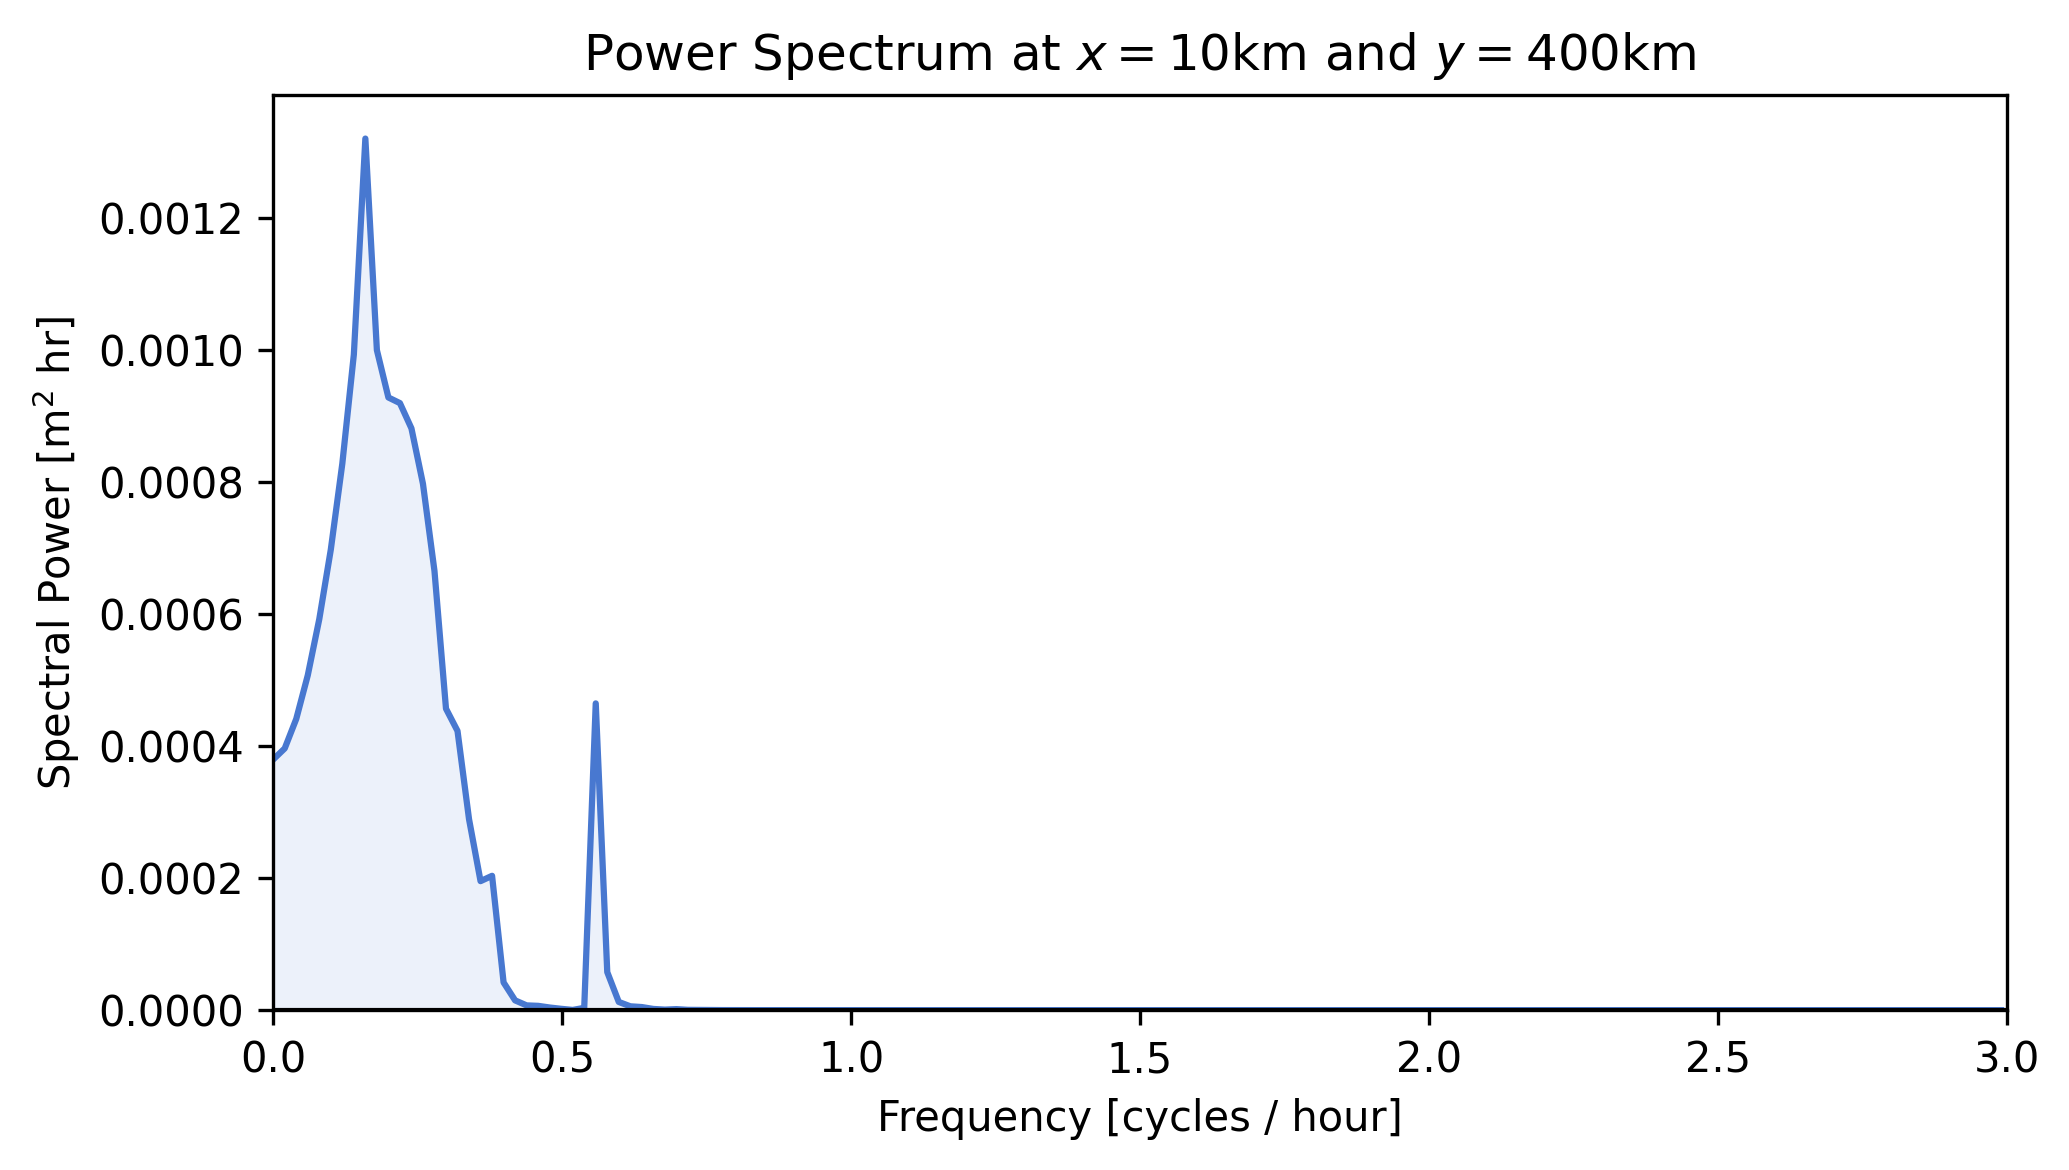 Power Spectrum at x = 10km and y = 400km
Spectral Power [m² hr]
0.0012
0.0010
0.0008
0.0006
0.0004
0.0002
0.0000
0.0 0.5 1.0 1.5 2.0 2.5 3.0
Frequency [cycles / hour]